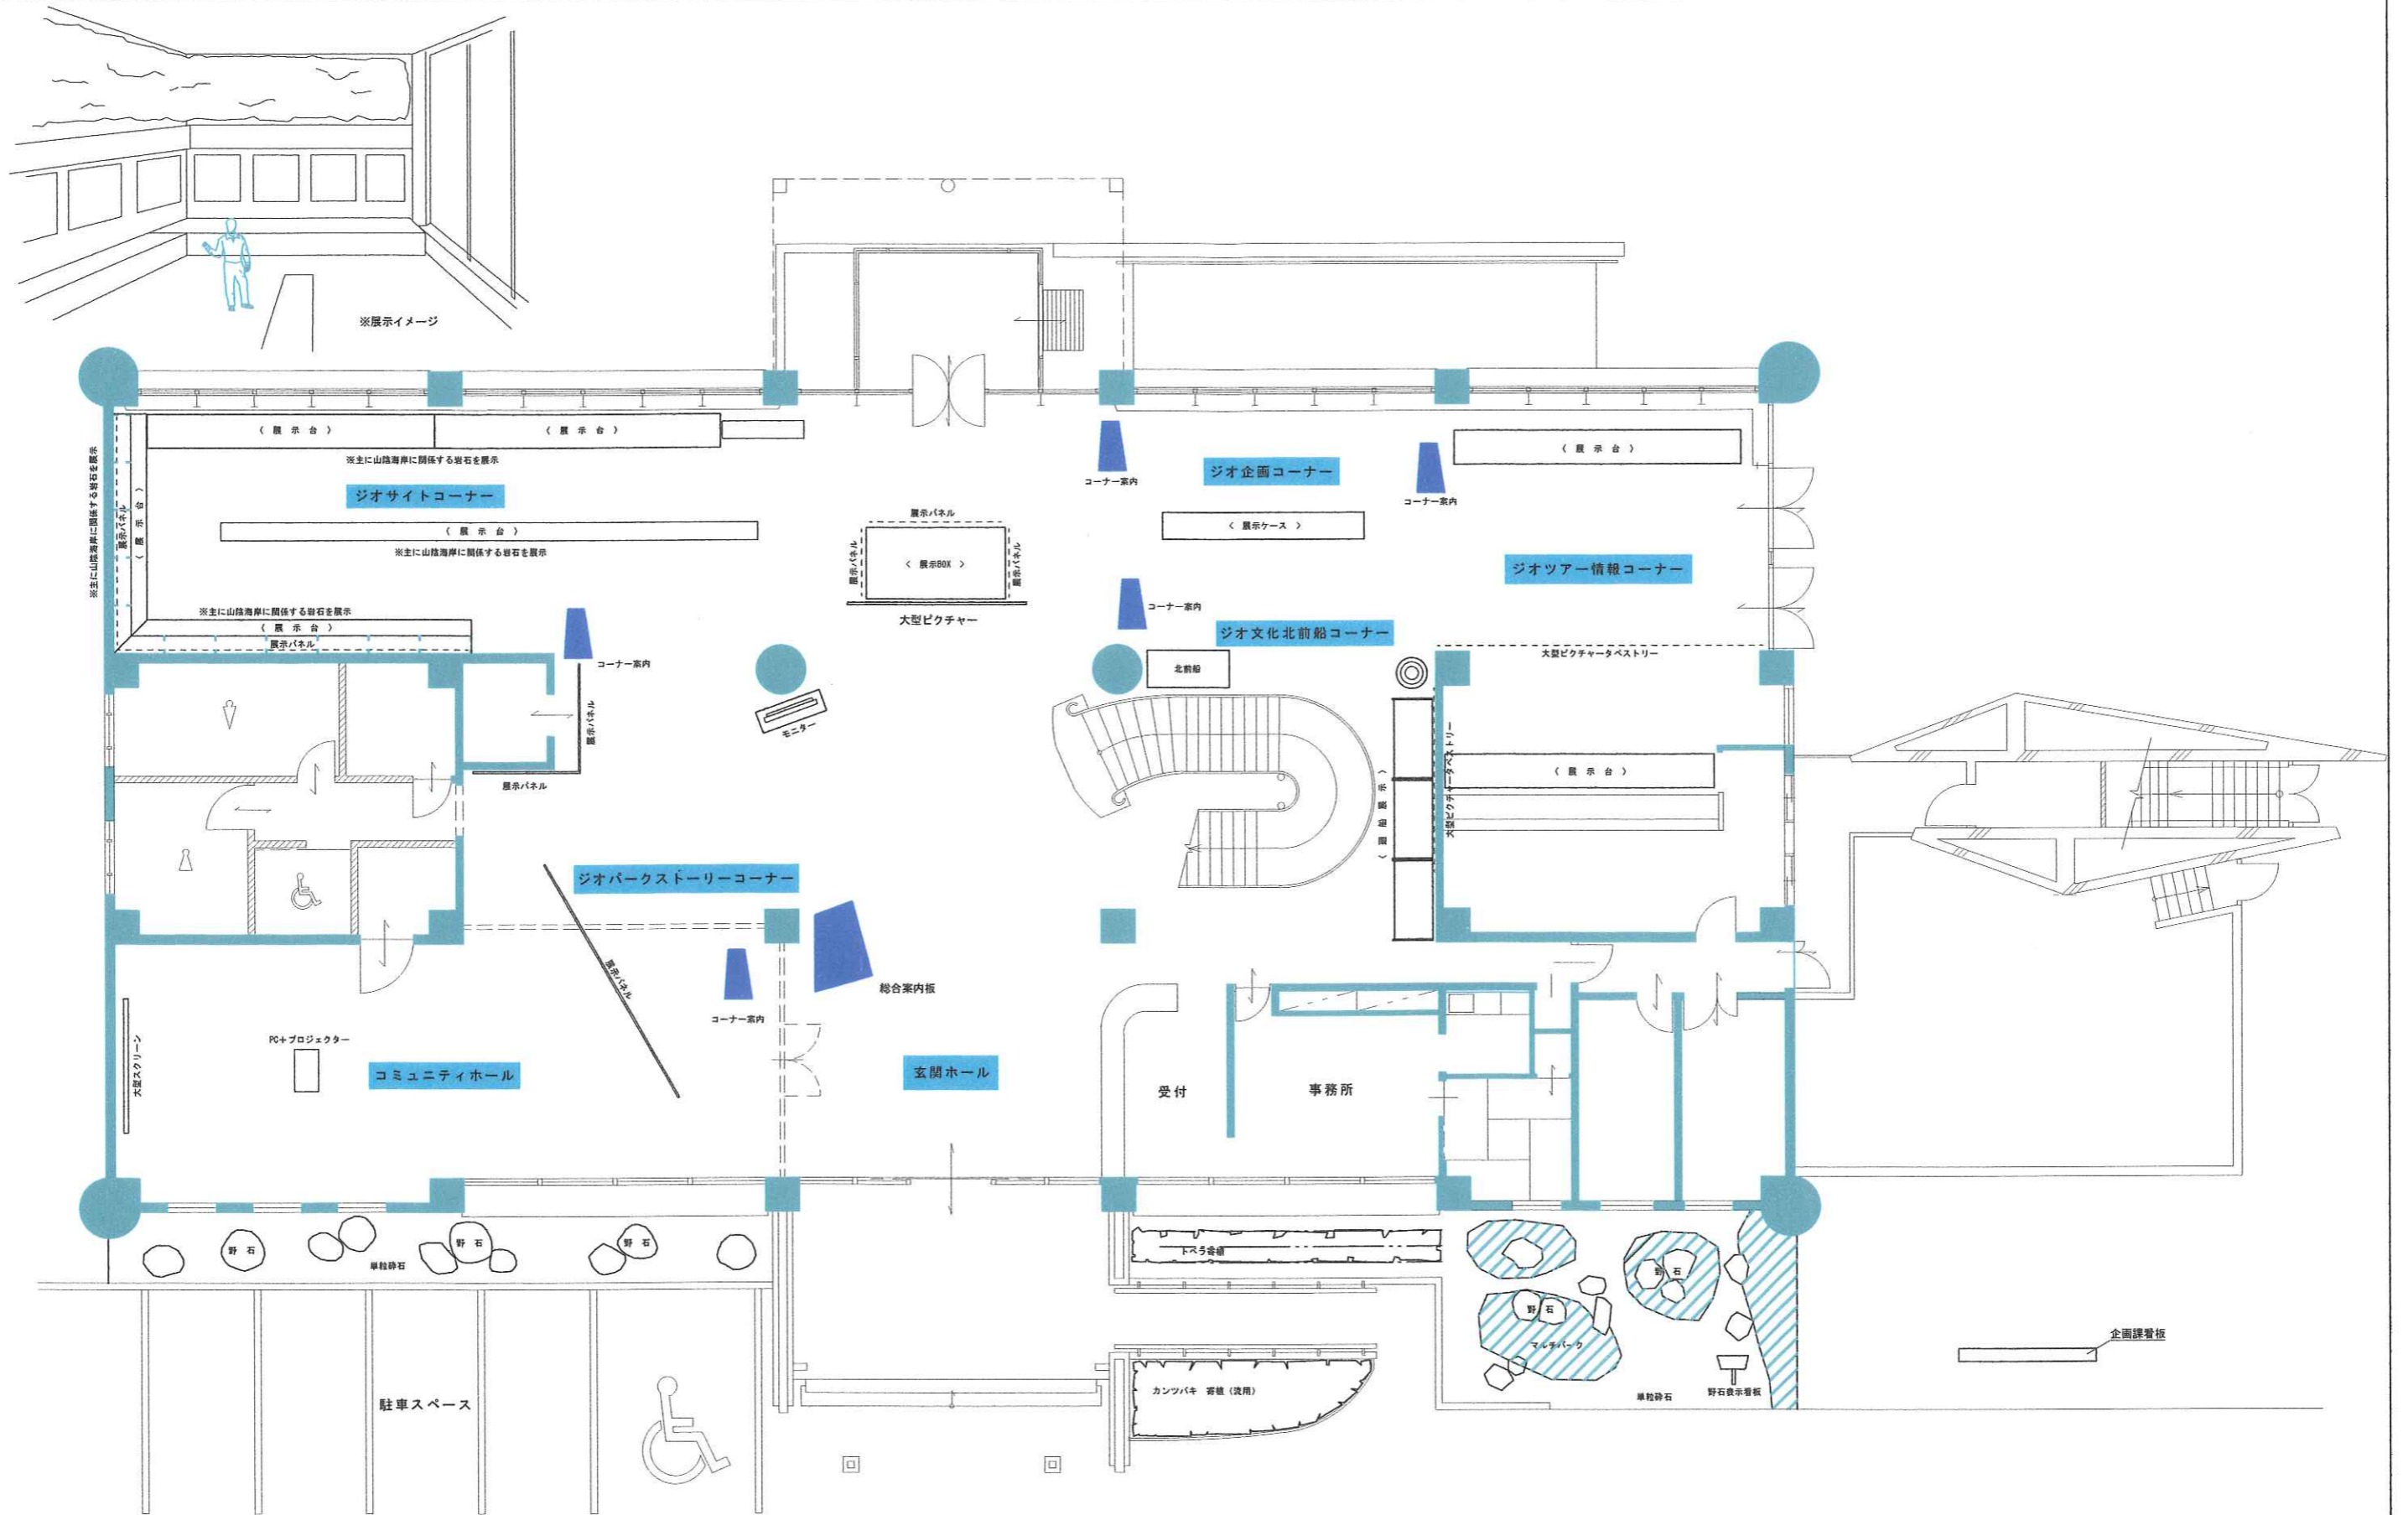 ※展示イメージ
〈 展 示 台 〉
〈 展 示 台 〉
※主に山陰海岸に関係する岩石を展示
ジオサイトコーナー
※主に山陰海岸に関係する岩石を展示
展示パネル
〈 展 示 台 〉
〈 展 示 台 〉
※主に山陰海岸に関係する岩石を展示
※主に山陰海岸に関係する岩石を展示
〈 展 示 台 〉
展示パネル
コーナー案内
展示パネル
展示パネル
展示パネル
展示パネル
〈 展示BOX 〉
展示パネル
大型ピクチャー
モニター
コーナー案内
ジオ企画コーナー
コーナー案内
〈 展 示 台 〉
〈 展示ケース 〉
ジオツアー情報コーナー
コーナー案内
ジオ文化北前船コーナー
北前船
大型ピクチャータペストリー
大型ピクチャータペストリー
〈 展 示 台 〉
ジオパークストーリーコーナー
展示パネル
コーナー案内
総合案内板
大型スクリーン
PC+プロジェクター
コミュニティホール
玄関ホール
受付
事務所
野 石
野 石
野 石
単粒砕石
トベラ寄植
野 石
野 石
マルチパーク
単粒砕石
野石表示看板
企画課看板
カンツバキ 寄植（流用）
駐車スペース